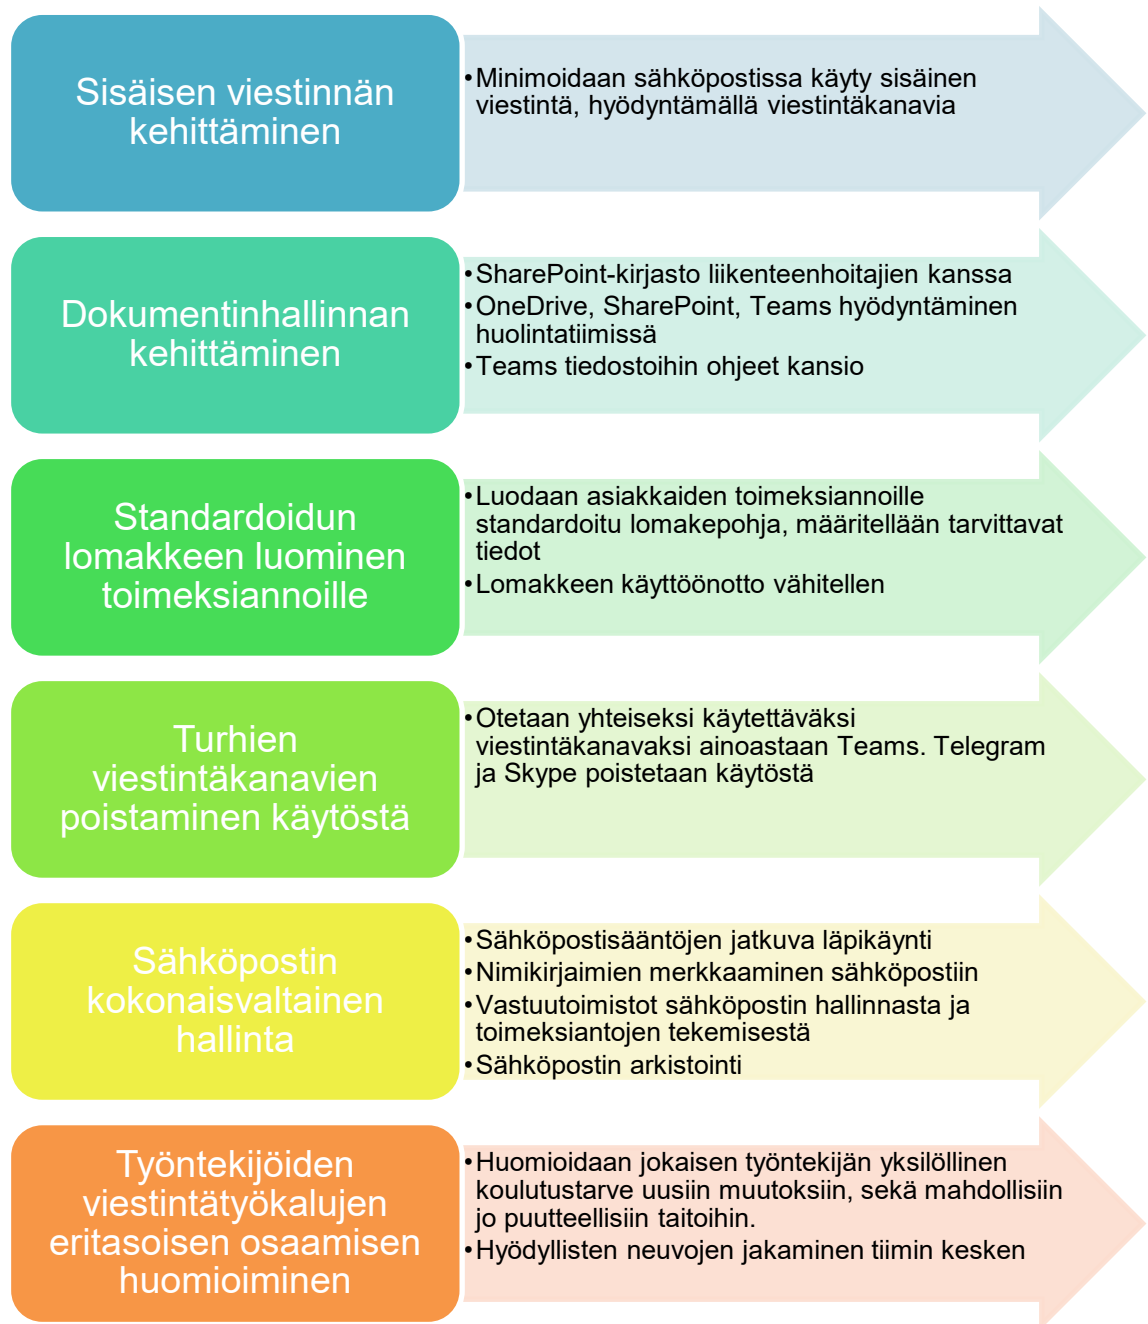 Sisäisen viestinnän
kehittäminen
•Minimoidaan sähköpostissa käyty sisäinen
viestintä, hyödyntämällä viestintäkanavia
Dokumentinhallinnan
kehittäminen
•SharePoint-kirjasto liikenteenhoitajien kanssa
•OneDrive, SharePoint, Teams hyödyntäminen
huolintatiimissä
•Teams tiedostoihin ohjeet kansio
Standardoidun
lomakkeen luominen
toimeksiannoille
•Luodaan asiakkaiden toimeksiannoille
standardoitu lomakepohja, määritellään tarvittavat
tiedot
•Lomakkeen käyttöönotto vähitellen
Turhien
viestintäkanavien
poistaminen käytöstä
•Otetaan yhteiseksi käytettäväksi
viestintäkanavaksi ainoastaan Teams. Telegram
ja Skype poistetaan käytöstä
Sähköpostin
kokonaisvaltainen
hallinta
•Sähköpostisääntöjen jatkuva läpikäynti
•Nimikirjaimien merkkaaminen sähköpostiin
•Vastuutoimistot sähköpostin hallinnasta ja
toimeksiantojen tekemisestä
•Sähköpostin arkistointi
Työntekijöiden
viestintätyökalujen
eritasoisen osaamisen
huomioiminen
•Huomioidaan jokaisen työntekijän yksilöllinen
koulutustarve uusiin muutoksiin, sekä mahdollisiin
jo puutteellisiin taitoihin.
•Hyödyllisten neuvojen jakaminen tiimin kesken